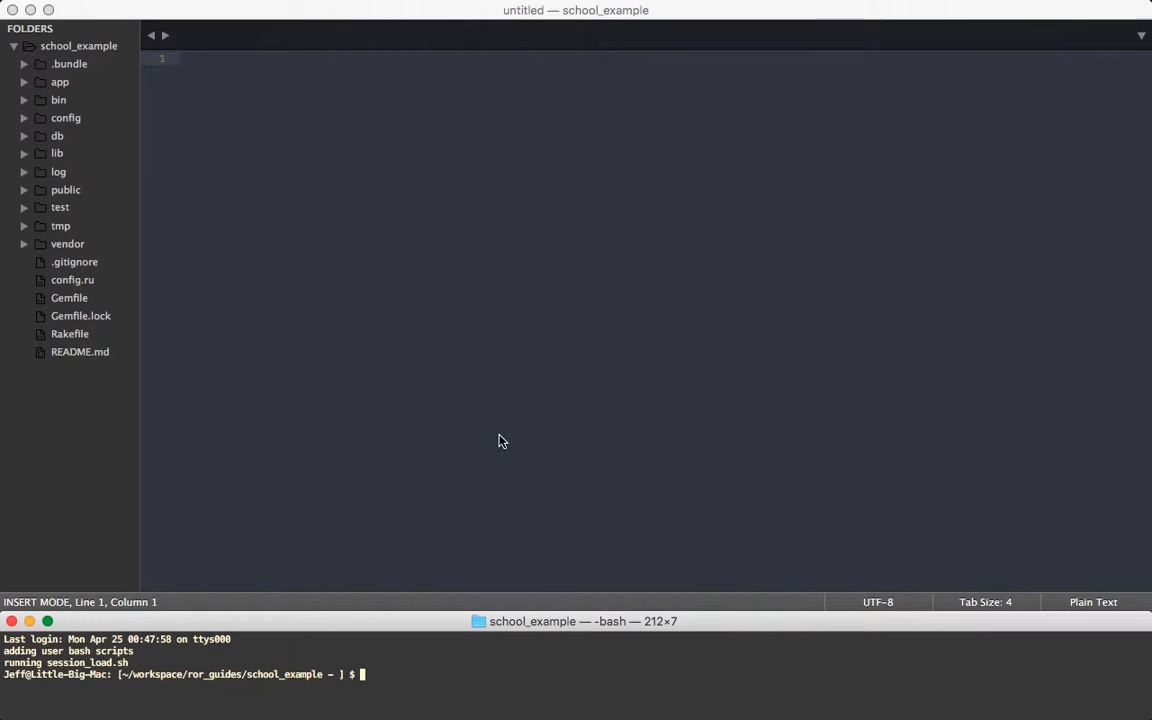 untitled — school_example
FOLDERS
school_example
.bundle
app
bin
config
db
lib
log
public
test
tmp
vendor
.gitignore
config.ru
Gemfile
Gemfile.lock
Rakefile
README.md
1
INSERT MODE, Line 1, Column 1
UTF-8
Tab Size: 4
Plain Text
school_example — -bash — 212×7
Last login: Mon Apr 25 00:47:58 on ttys000
adding user bash scripts
running session_load.sh
Jeff@Little-Big-Mac: [~/workspace/ror_guides/school_example - ] $